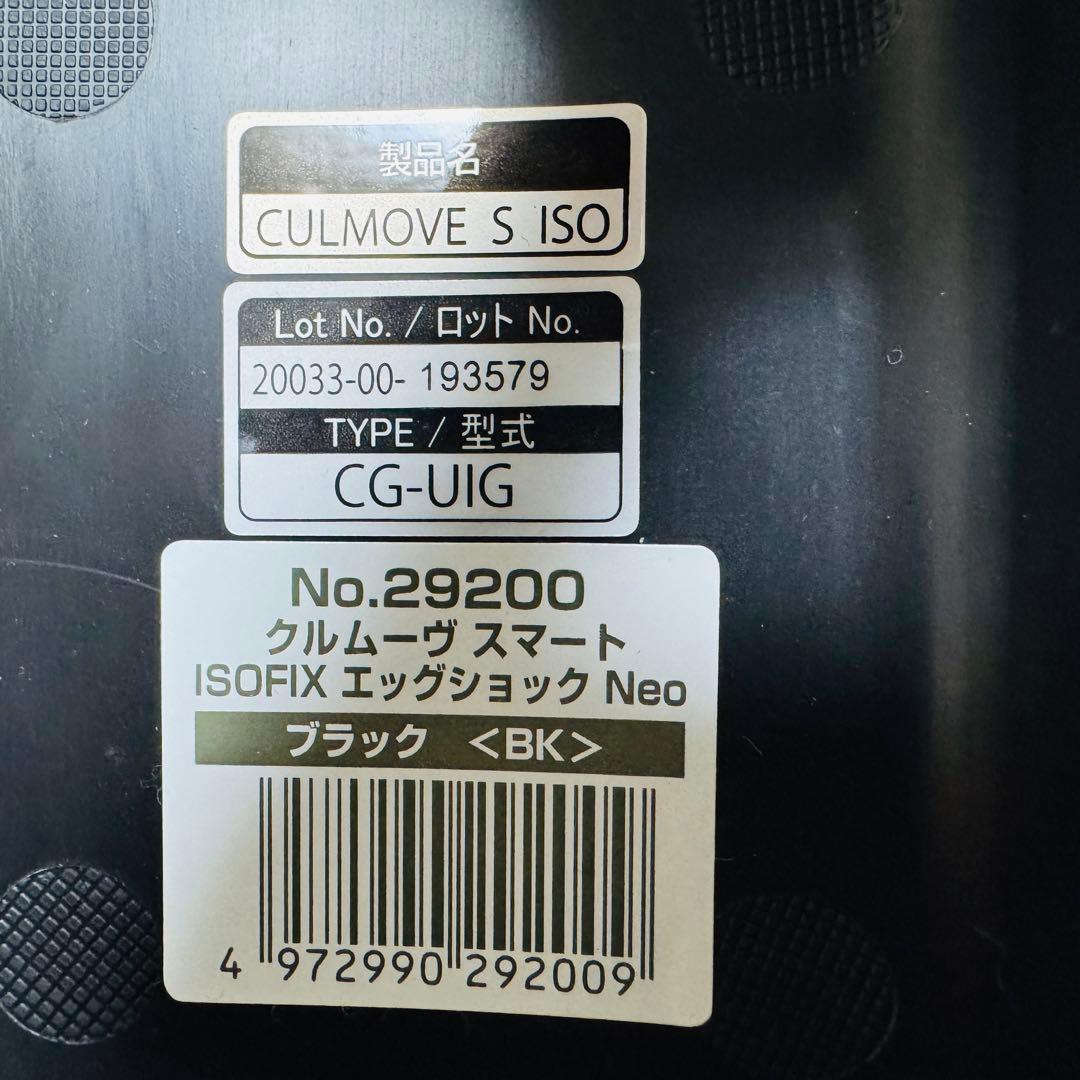 製品名
CULMOVE S ISO
Lot No. / ロット No.
20033-00- 193579
TYPE / 型式
CG-UIG
No.29200
クルムーヴ スマート
ISOFIX エッグショック Neo
ブラック <BK>
4 972990 292009